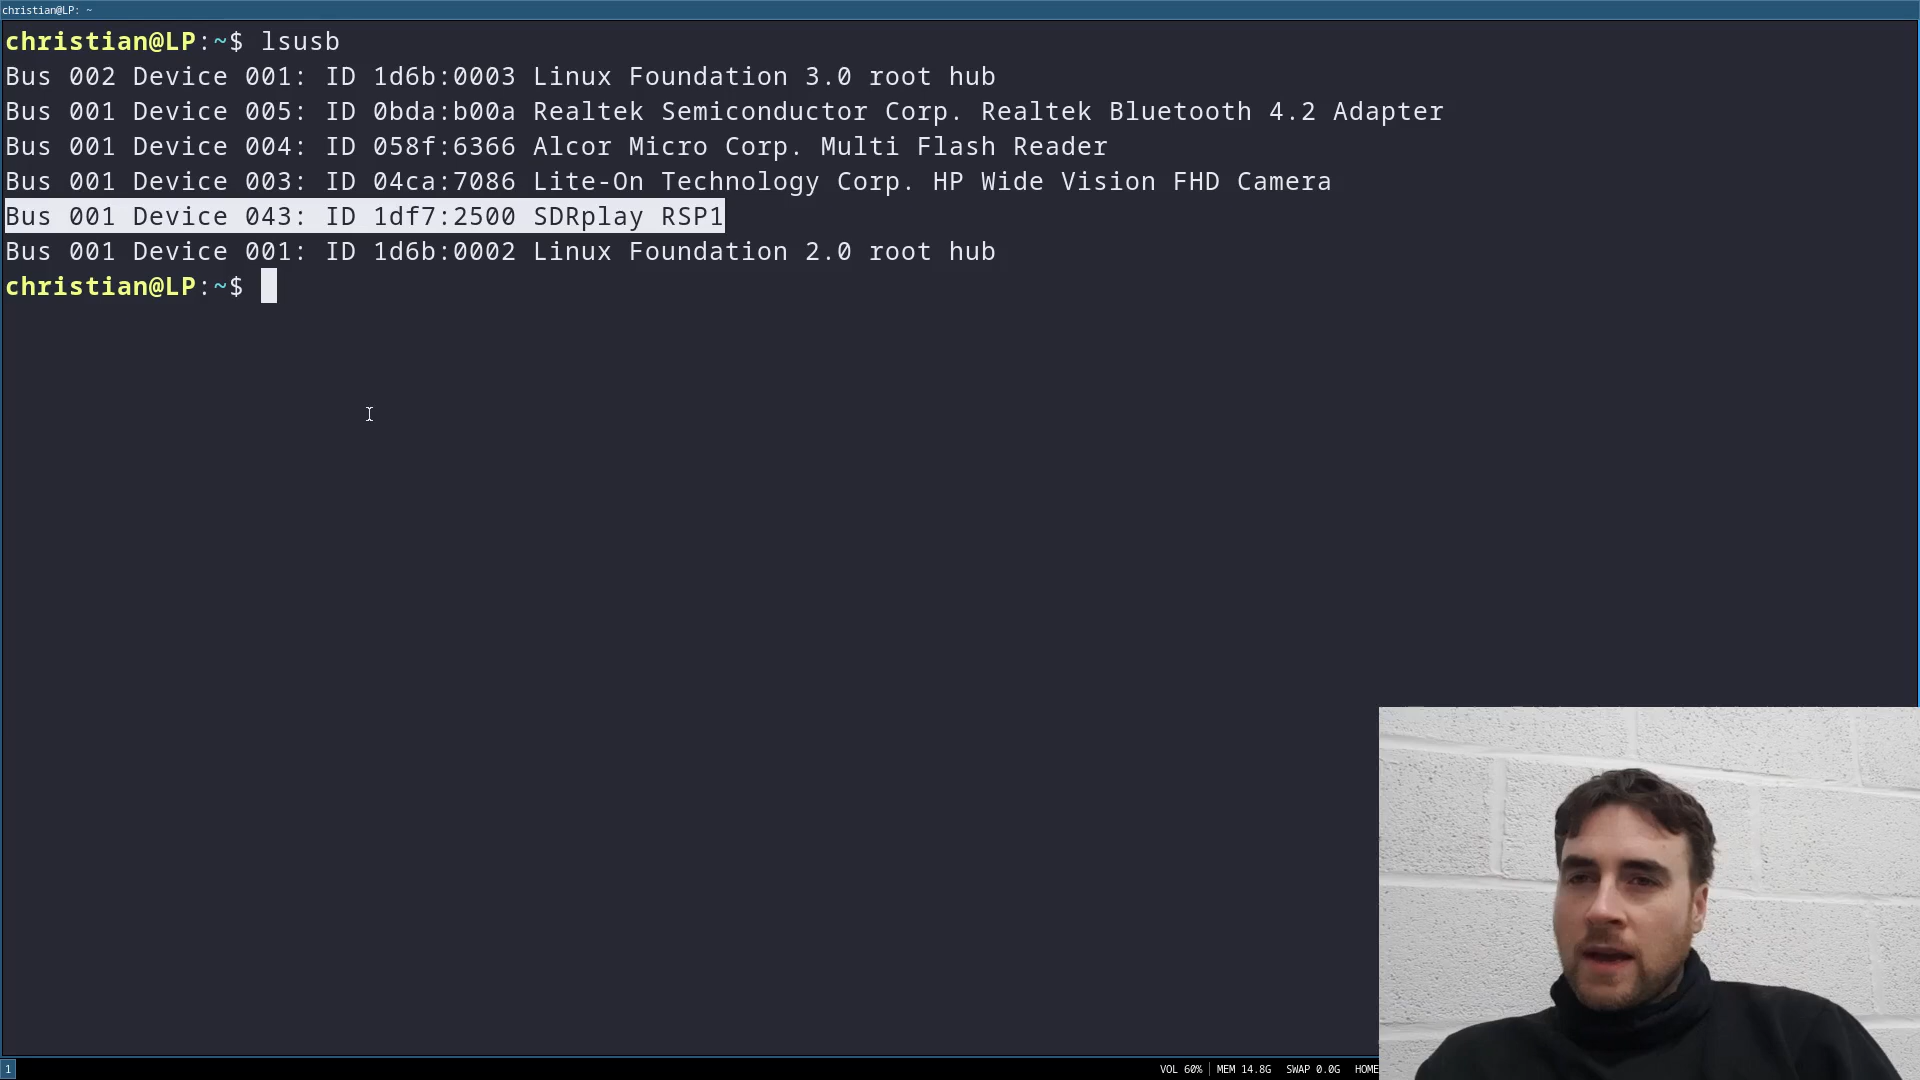 christian@LP: ~
christian@LP:~$ lsusb
Bus 002 Device 001: ID 1d6b:0003 Linux Foundation 3.0 root hub
Bus 001 Device 005: ID 0bda:b00a Realtek Semiconductor Corp. Realtek Bluetooth 4.2 Adapter
Bus 001 Device 004: ID 058f:6366 Alcor Micro Corp. Multi Flash Reader
Bus 001 Device 003: ID 04ca:7086 Lite-On Technology Corp. HP Wide Vision FHD Camera
Bus 001 Device 043: ID 1df7:2500 SDRplay RSP1
Bus 001 Device 001: ID 1d6b:0002 Linux Foundation 2.0 root hub
christian@LP:~$
1 VOL 60% | MEM 14.8G SWAP 0.0G HOME